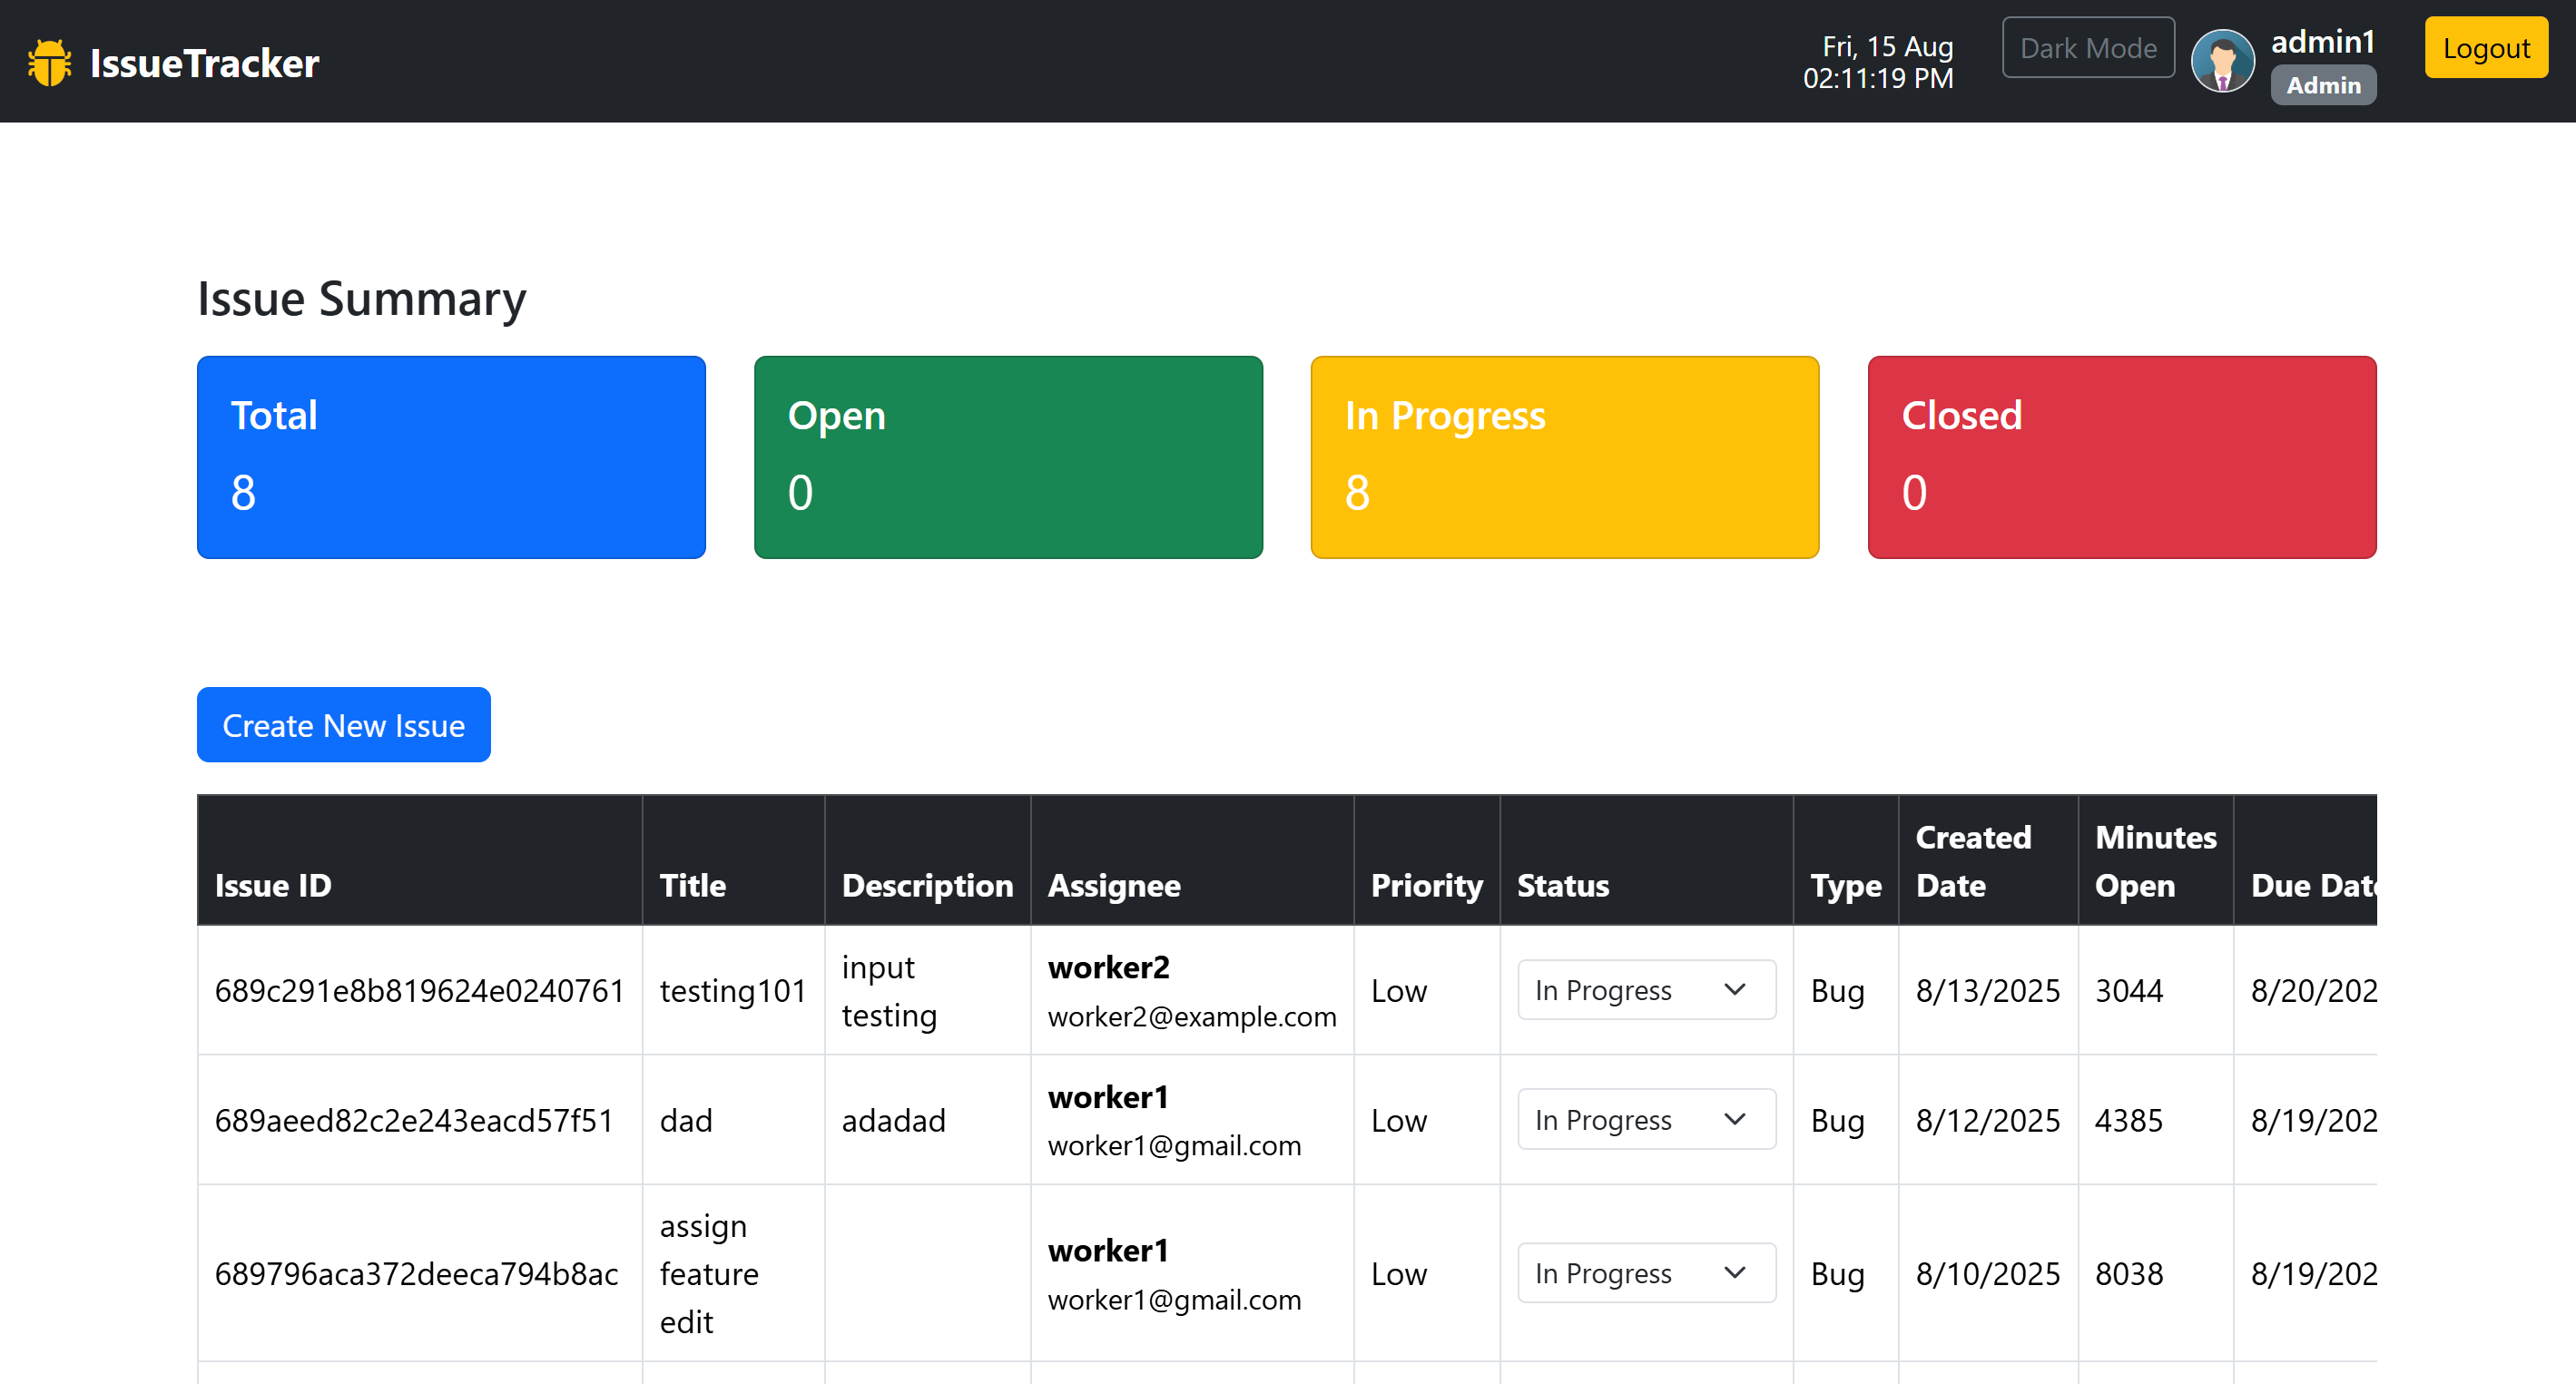 IssueTracker
Fri, 15 Aug
02:11:19 PM
Dark Mode
admin1
Admin
Logout
Issue Summary
Total
8
Open
0
In Progress
8
Closed
0
Create New Issue
Issue ID Title Description Assignee Priority Status Type Created Date Minutes Open Due Date
689c291e8b819624e0240761 testing101 input testing worker2 worker2@example.com Low In Progress Bug 8/13/2025 3044 8/20/202
689aeed82c2e243eacd57f51 dad adadad worker1 worker1@gmail.com Low In Progress Bug 8/12/2025 4385 8/19/202
689796aca372deeca794b8ac assign feature edit worker1 worker1@gmail.com Low In Progress Bug 8/10/2025 8038 8/19/202